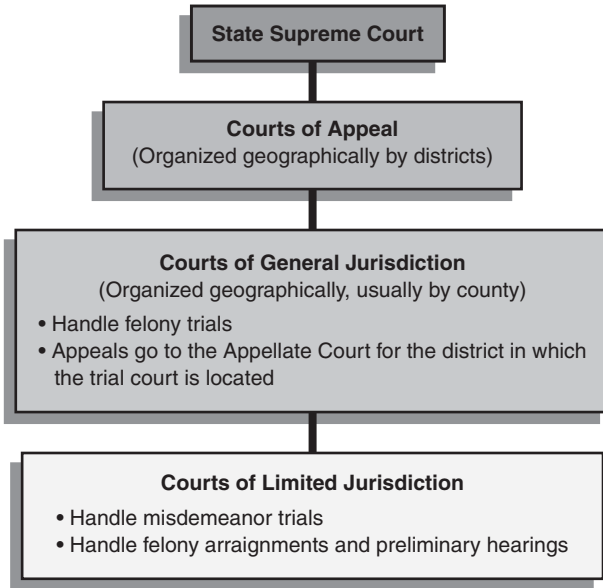 State Supreme Court
Courts of Appeal
(Organized geographically by districts)
Courts of General Jurisdiction
(Organized geographically, usually by county)
• Handle felony trials
• Appeals go to the Appellate Court for the district in which
the trial court is located
Courts of Limited Jurisdiction
• Handle misdemeanor trials
• Handle felony arraignments and preliminary hearings